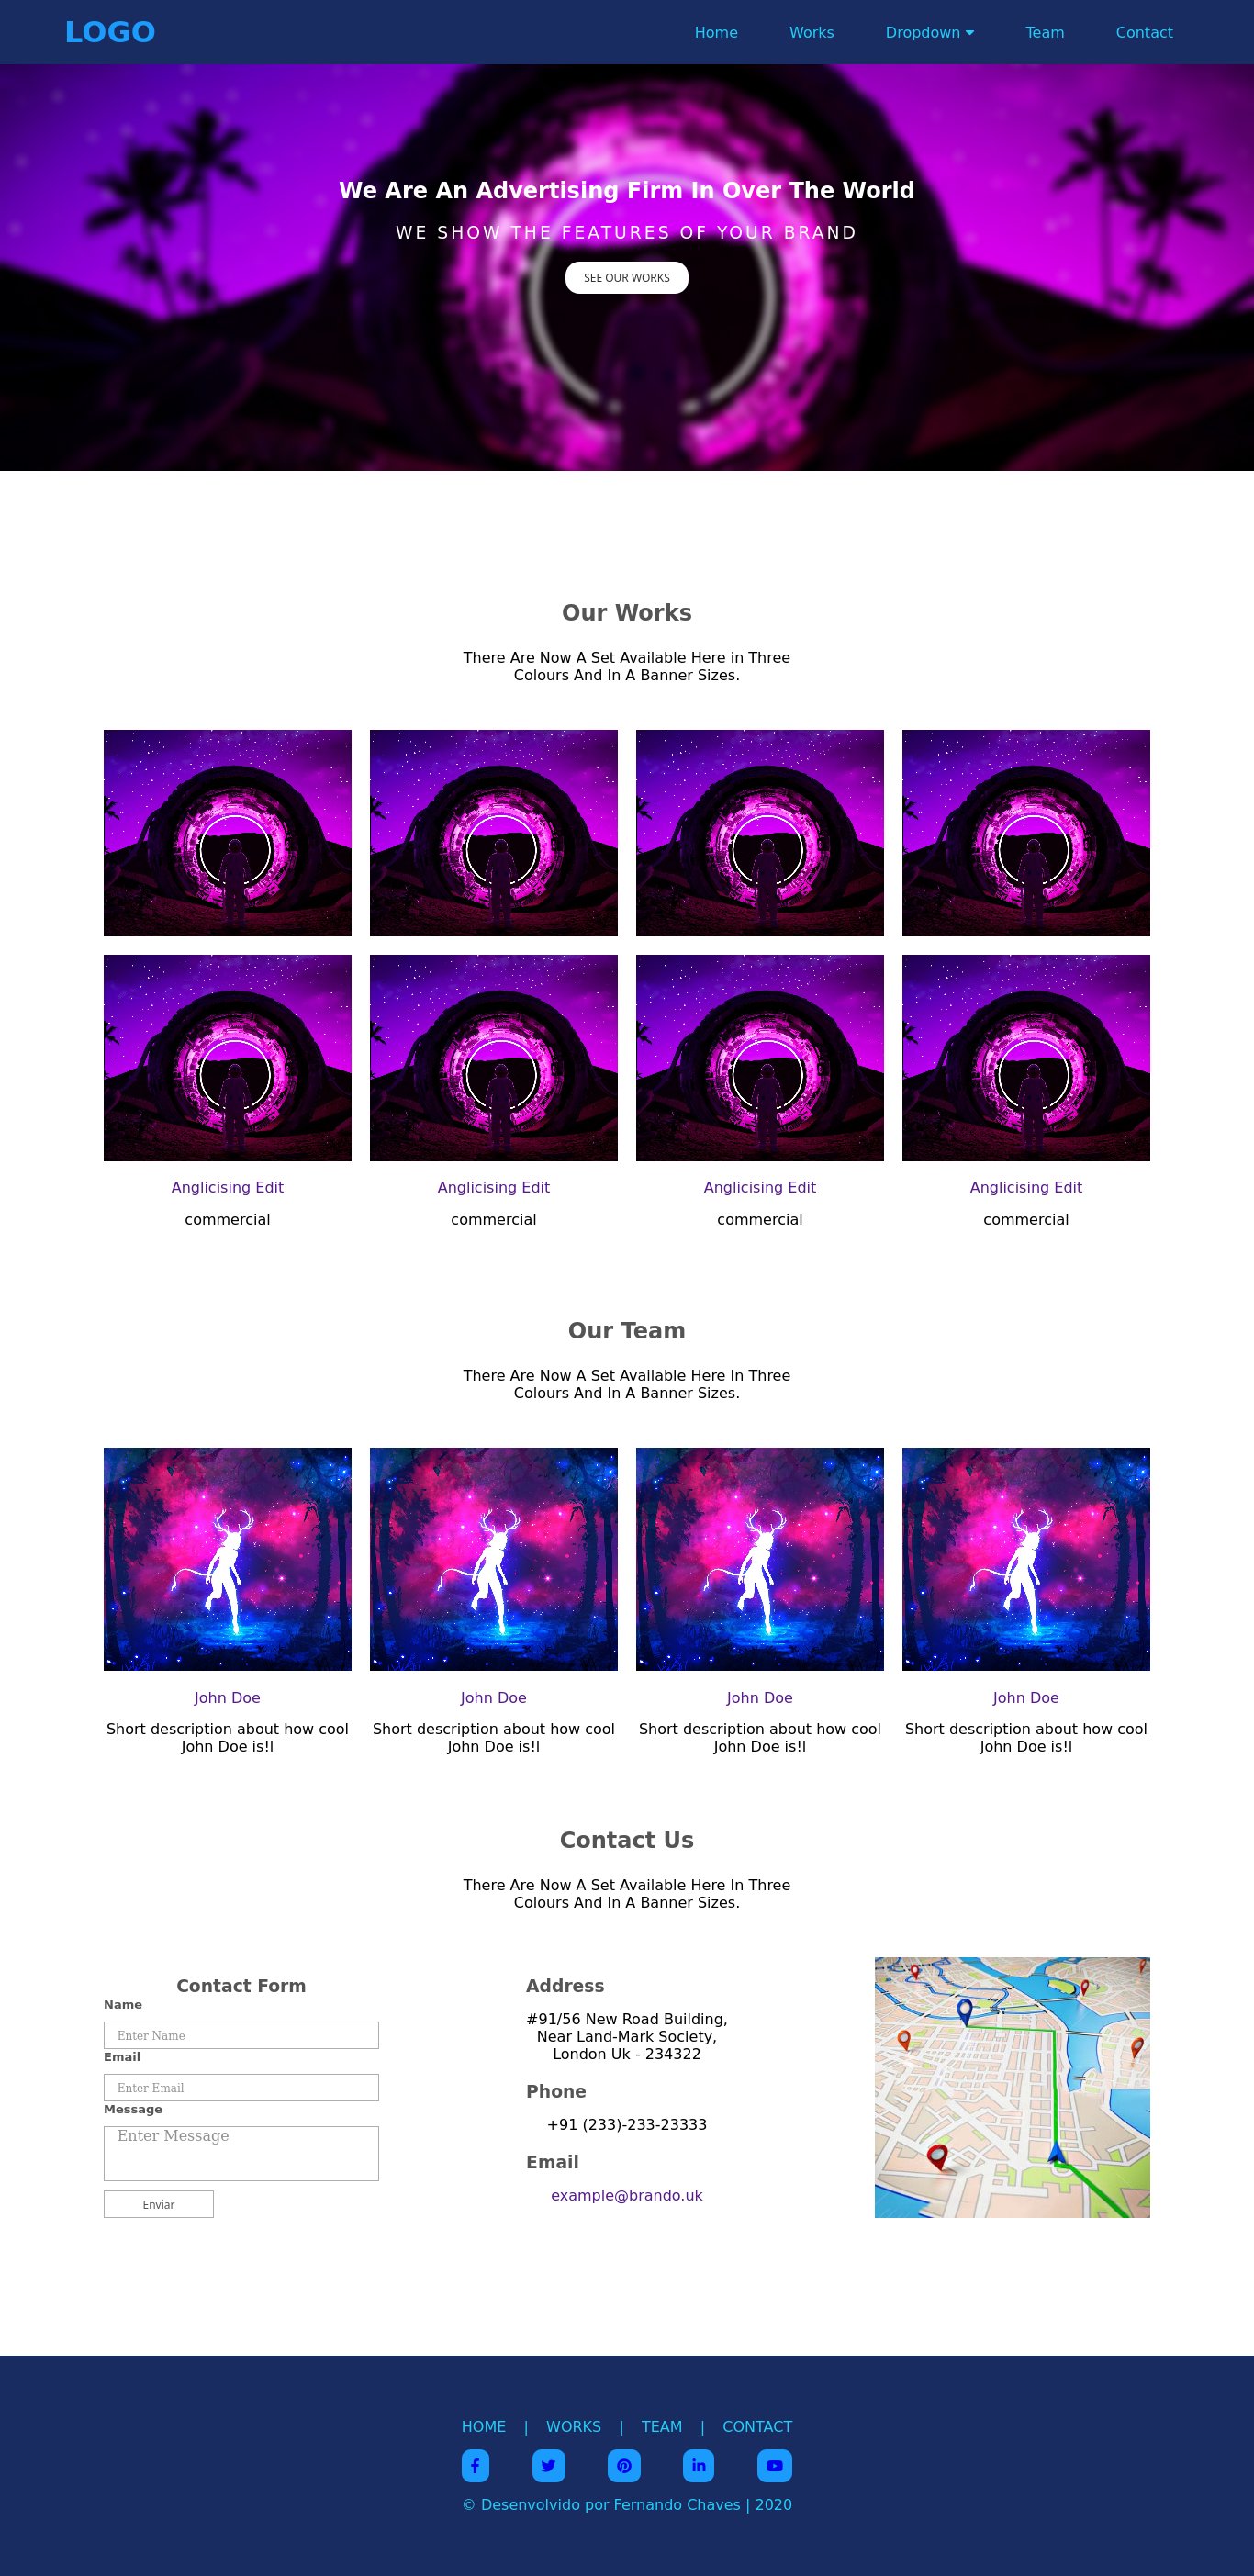 LOGO
Home Works Dropdown Team Contact
We Are An Advertising Firm In Over The World
WE SHOW THE FEATURES OF YOUR BRAND
SEE OUR WORKS
Our Works
There Are Now A Set Available Here in Three
Colours And In A Banner Sizes.
Anglicising Edit Anglicising Edit Anglicising Edit Anglicising Edit
commercial commercial commercial commercial
Our Team
There Are Now A Set Available Here In Three
Colours And In A Banner Sizes.
John Doe John Doe John Doe John Doe
Short description about how cool Short description about how cool Short description about how cool Short description about how cool
John Doe is!l John Doe is!l John Doe is!l John Doe is!l
Contact Us
There Are Now A Set Available Here In Three
Colours And In A Banner Sizes.
Contact Form
Name
Enter Name
Email
Enter Email
Message
Enter Message
Enviar
Address
#91/56 New Road Building,
Near Land-Mark Society,
London Uk - 234322
Phone
+91 (233)-233-23333
Email
example@brando.uk
HOME | WORKS | TEAM | CONTACT
© Desenvolvido por Fernando Chaves | 2020